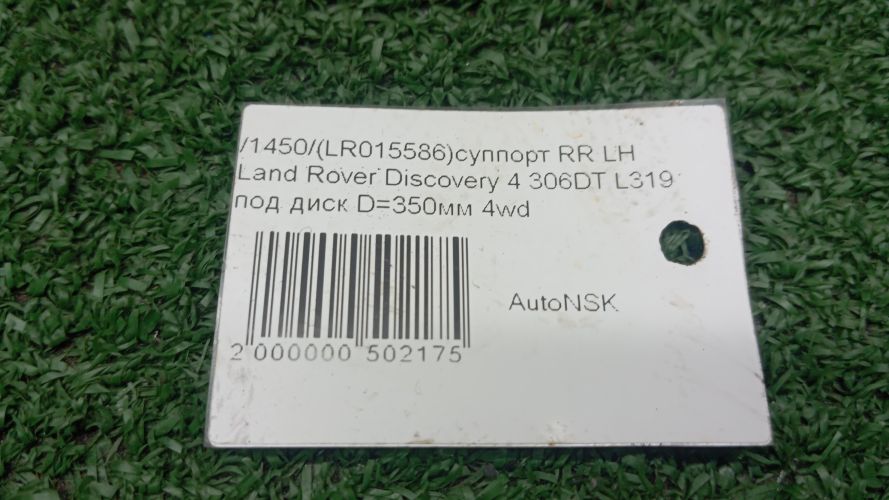 /1450/(LR015586)суппорт RR LH
Land Rover Discovery 4 306DT L319
под диск D=350мм 4wd
AutoNSK
2 000000 502175